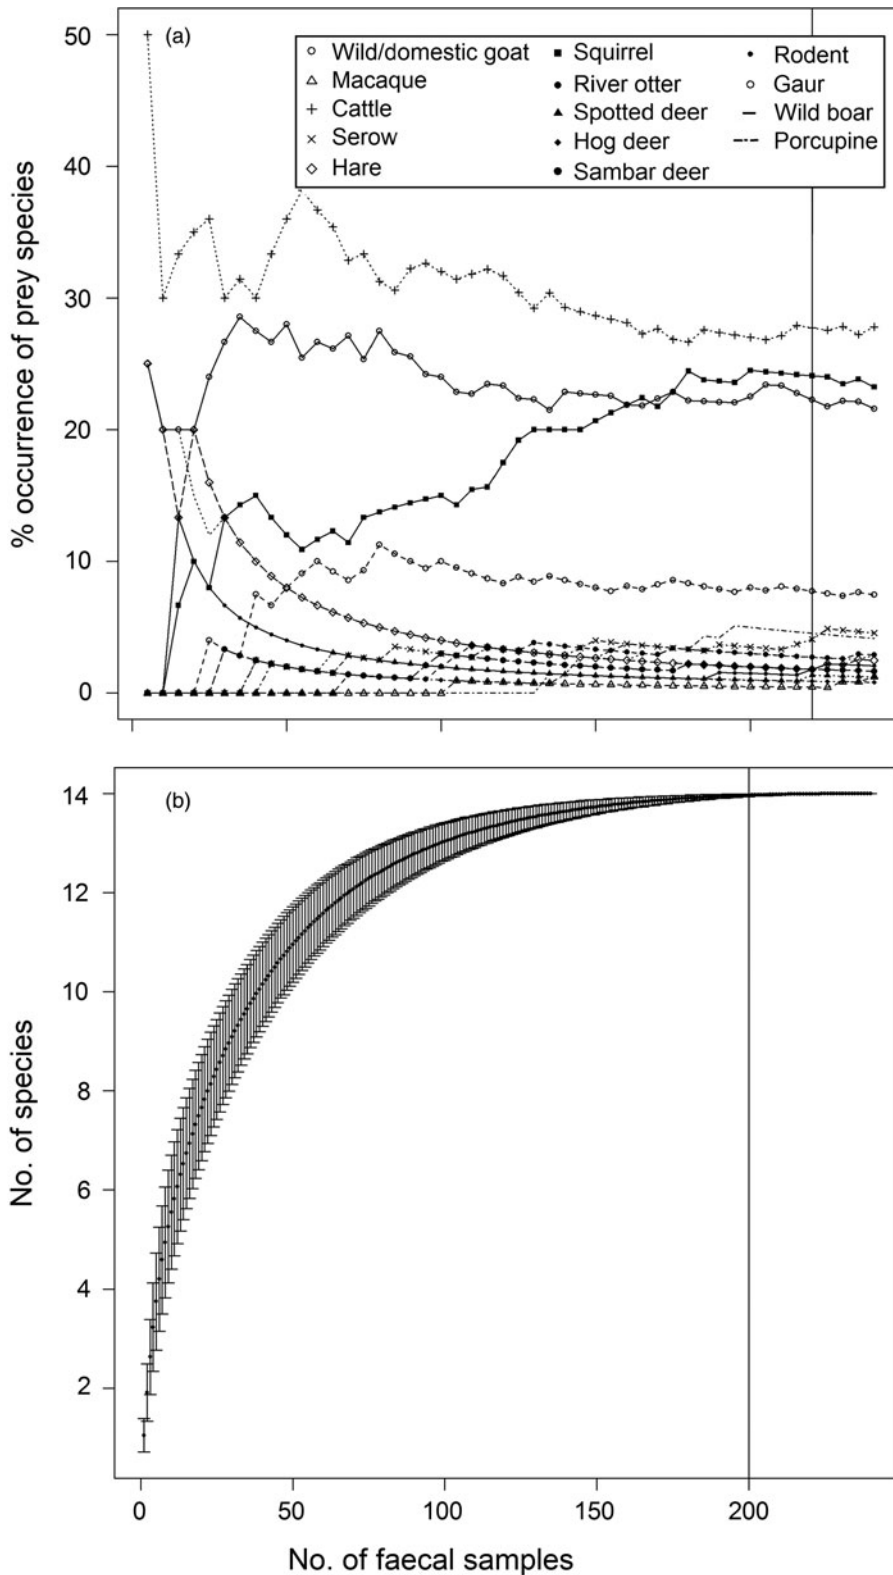 50
(a)
Wild/domestic goat
Macaque
Cattle
Serow
Hare
Squirrel
River otter
Spotted deer
Hog deer
Sambar deer
Rodent
Gaur
Wild boar
Porcupine
40
30
20
10
0
% occurrence of prey species
14
(b)
12
10
8
6
4
2
No. of species
0 50 100 150 200
No. of faecal samples